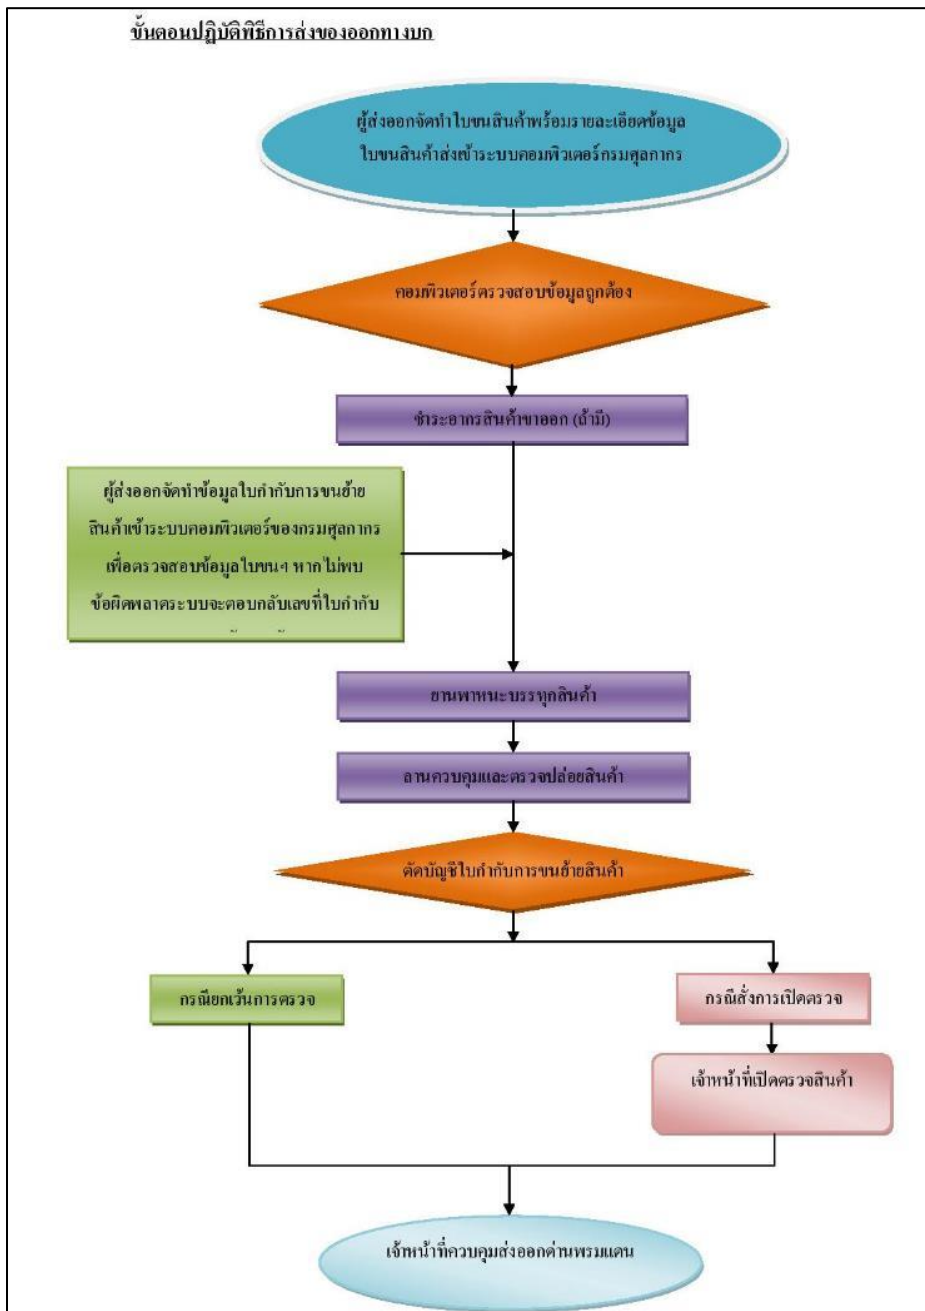 ขั้นตอนปฏิบัติพิธีการส่งของออกทางบก
ผู้ส่งออกจัดทำใบขนสินค้าพร้อมรายละเอียดข้อมูล
ใบขนสินค้าส่งเข้าระบบคอมพิวเตอร์กรมศุลกากร
คอมพิวเตอร์ตรวจสอบข้อมูลถูกต้อง
ชำระอากรสินค้าขาออก (ถ้ามี)
ผู้ส่งออกจัดทำข้อมูลใบกำกับการขนย้าย
สินค้าเข้าระบบคอมพิวเตอร์ของกรมศุลกากร
เพื่อตรวจสอบข้อมูลใบขนฯ หากไม่พบ
ข้อผิดพลาดระบบจะตอบกลับเลขที่ใบกำกับ
ยานพาหนะบรรทุกสินค้า
ลานควบคุมและตรวจปล่อยสินค้า
ตัดบัญชีใบกำกับการขนย้ายสินค้า
กรณียกเว้นการตรวจ
กรณีสั่งการเปิดตรวจ
เจ้าหน้าที่เปิดตรวจสินค้า
เจ้าหน้าที่ควบคุมส่งออกด่านพรมแดน